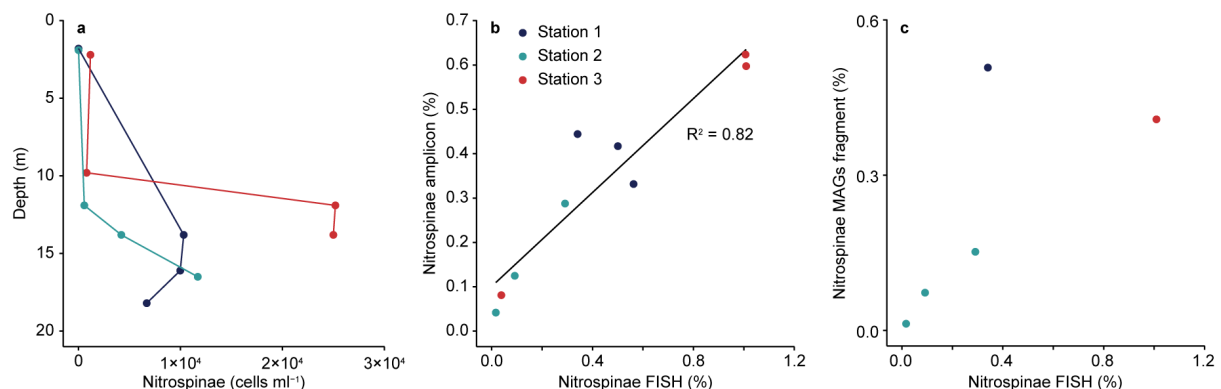 a
0
5
10
15
20
Depth (m)
0
1×10⁴
2×10⁴
3×10⁴
Nitrospinae (cells ml⁻¹)
b
Station 1
Station 2
Station 3
R² = 0.82
0.7
0.6
0.5
0.4
0.3
0.2
0.1
0.0
Nitrospinae amplicon (%)
0.0
0.4
0.8
1.2
Nitrospinae FISH (%)
c
0.6
0.3
0.0
Nitrospinae MAGs fragment (%)
0.0
0.4
0.8
1.2
Nitrospinae FISH (%)